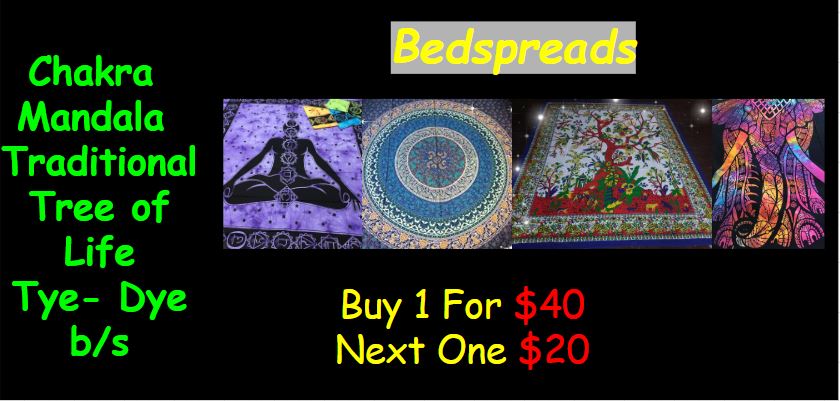 Bedspreads
Chakra
Mandala
Traditional
Tree of
Life
Tye- Dye
b/s
Buy 1 For $40
Next One $20